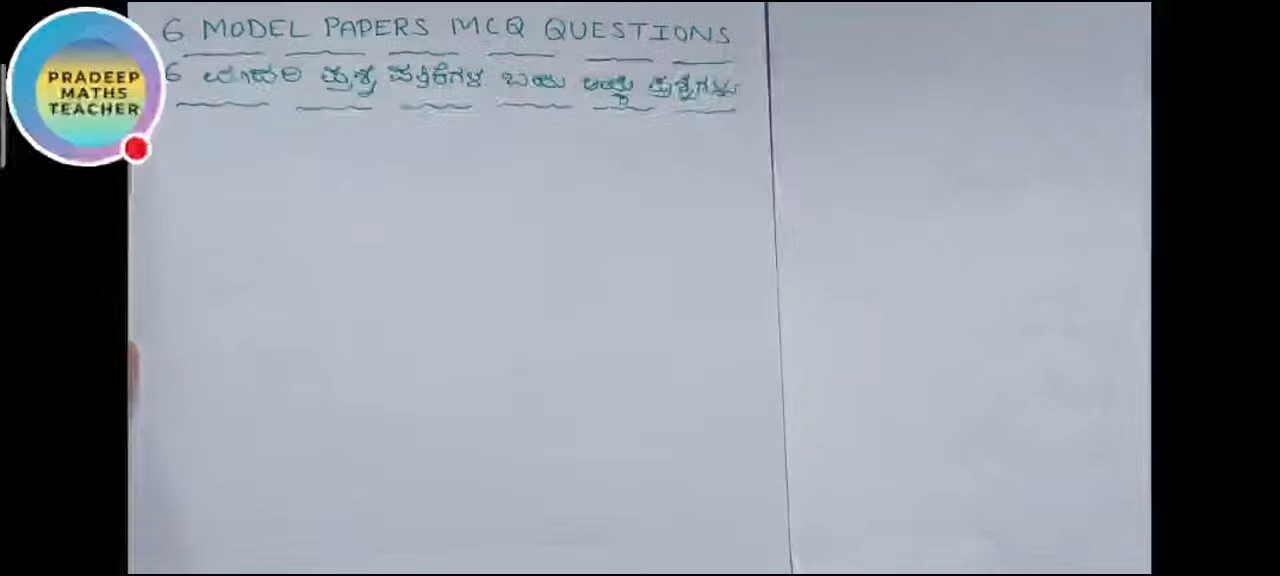 PRADEEP
MATHS
TEACHER
6 MODEL PAPERS MCQ QUESTIONS
6 ಮಾದರಿ ಪ್ರಶ್ನೆ ಪತ್ರಿಕೆಗಳ ಬಹು ಆಯ್ಕೆ ಪ್ರಶ್ನೆಗಳು